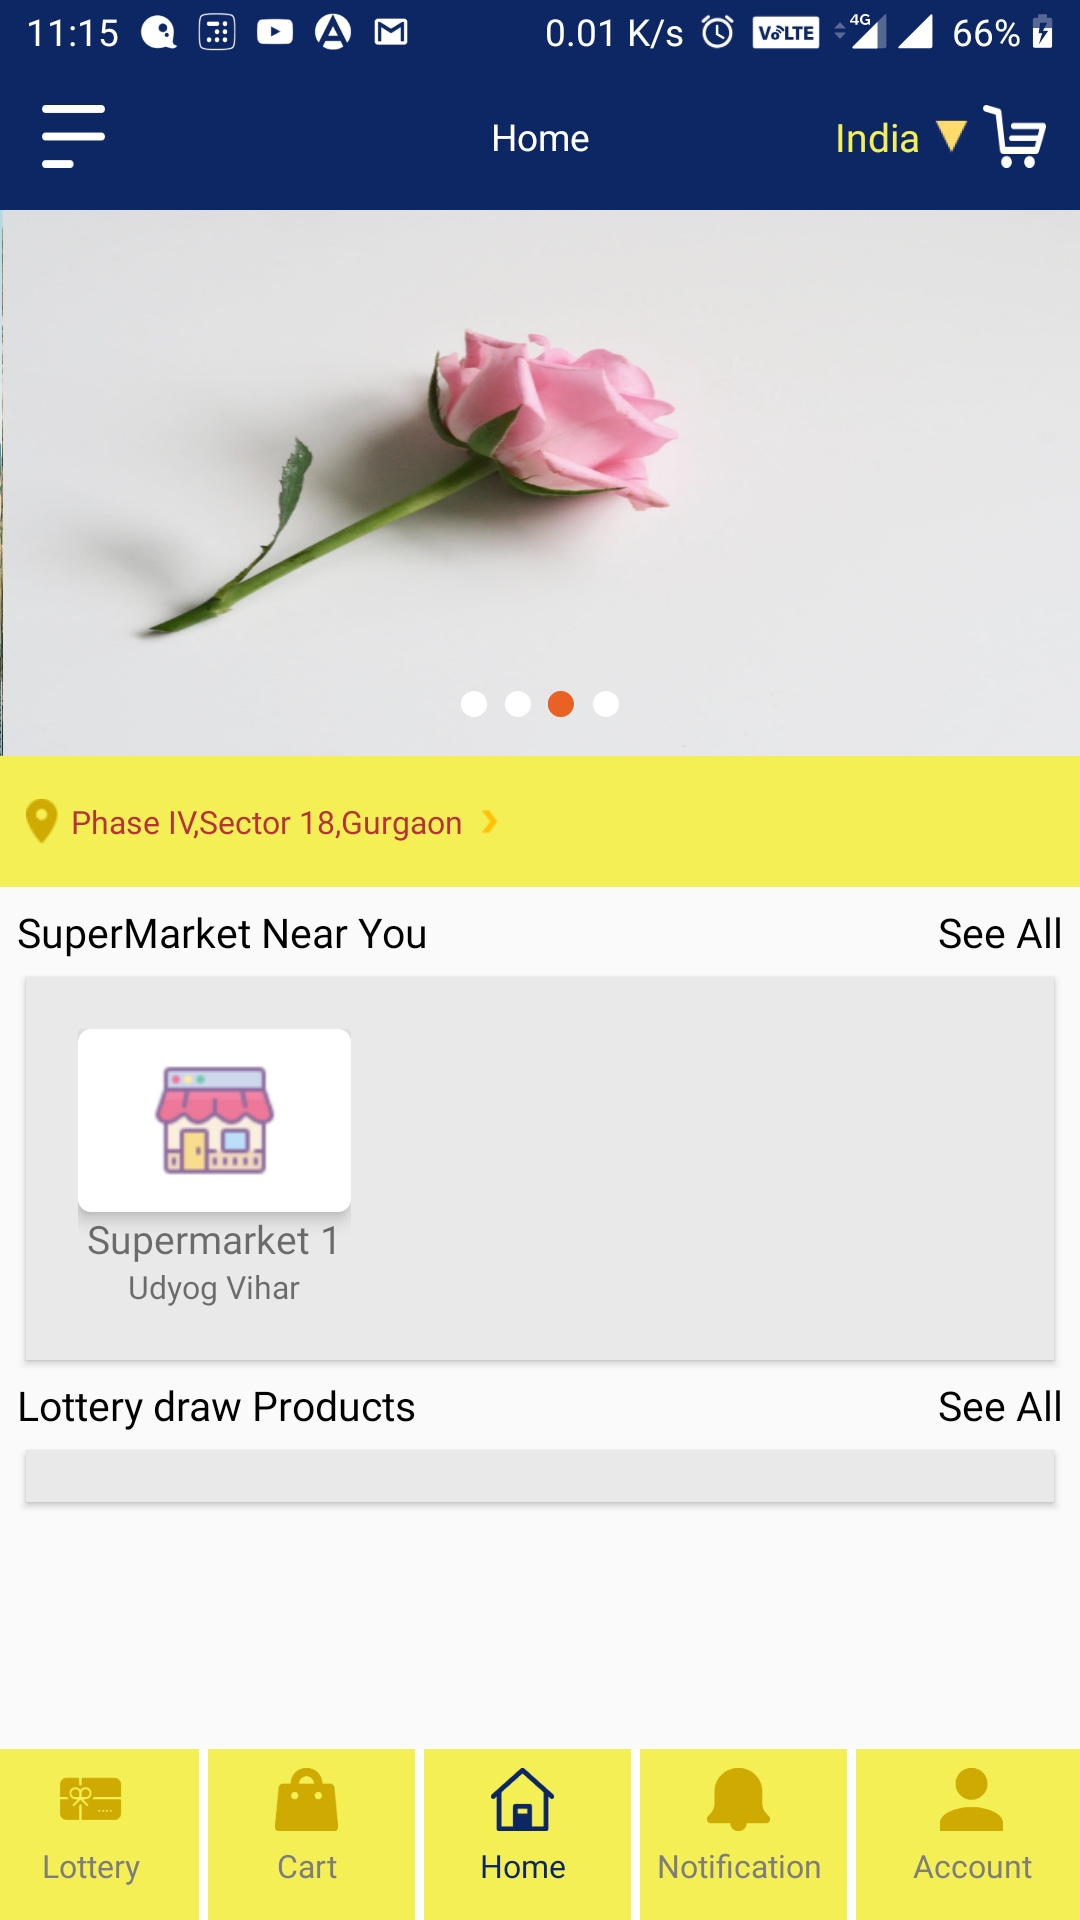 11:15 0.01 K/s VoLTE 4G 66%
Home India
Phase IV,Sector 18,Gurgaon
SuperMarket Near You See All
Supermarket 1
Udyog Vihar
Lottery draw Products See All
Lottery Cart Home Notification Account